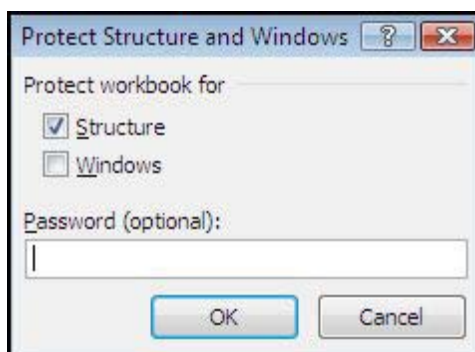 Protect Structure and Windows
Protect workbook for
Structure
Windows
Password (optional):
OK
Cancel